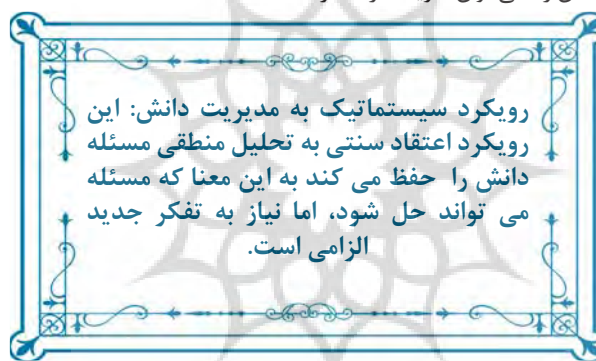 رویکرد سیستماتیک به مدیریت دانش: این
رویکرد اعتقاد سنتی به تحلیل منطقی مسئله
دانش را حفظ می کند به این معنا که مسئله
می تواند حل شود، اما نیاز به تفکر جدید
الزامی است.